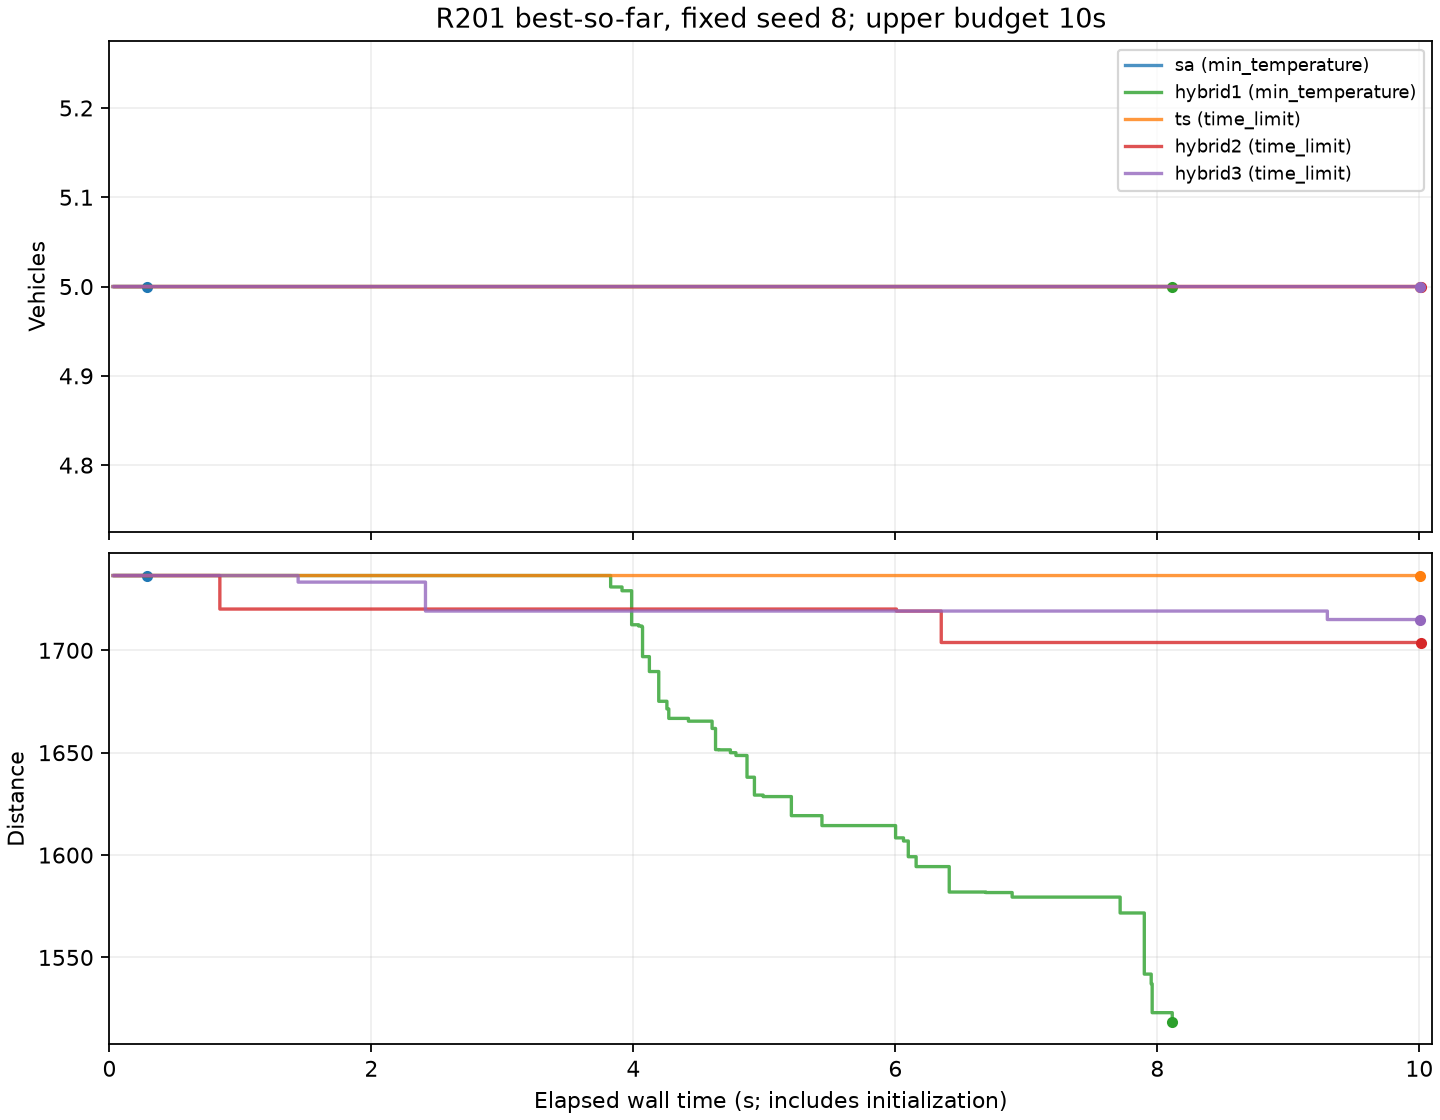 R201 best-so-far, fixed seed 8; upper budget 10s
sa (min_temperature)
hybrid1 (min_temperature)
ts (time_limit)
hybrid2 (time_limit)
hybrid3 (time_limit)
Vehicles
5.2
5.1
5.0
4.9
4.8
Distance
1700
1650
1600
1550
0 2 4 6 8 10
Elapsed wall time (s; includes initialization)